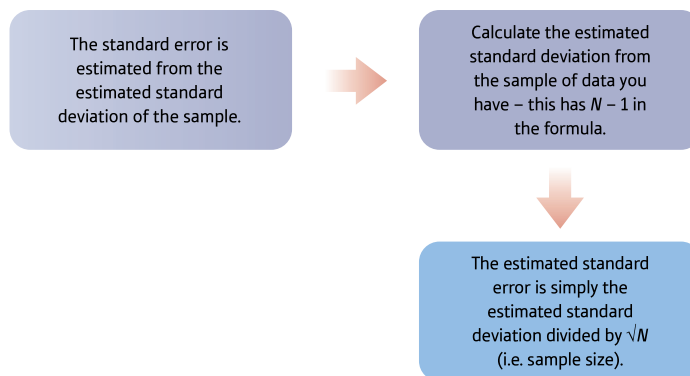 The standard error is
estimated from the
estimated standard
deviation of the sample.
Calculate the estimated
standard deviation from
the sample of data you
have – this has N – 1 in
the formula.
The estimated standard
error is simply the
estimated standard
deviation divided by √N
(i.e. sample size).